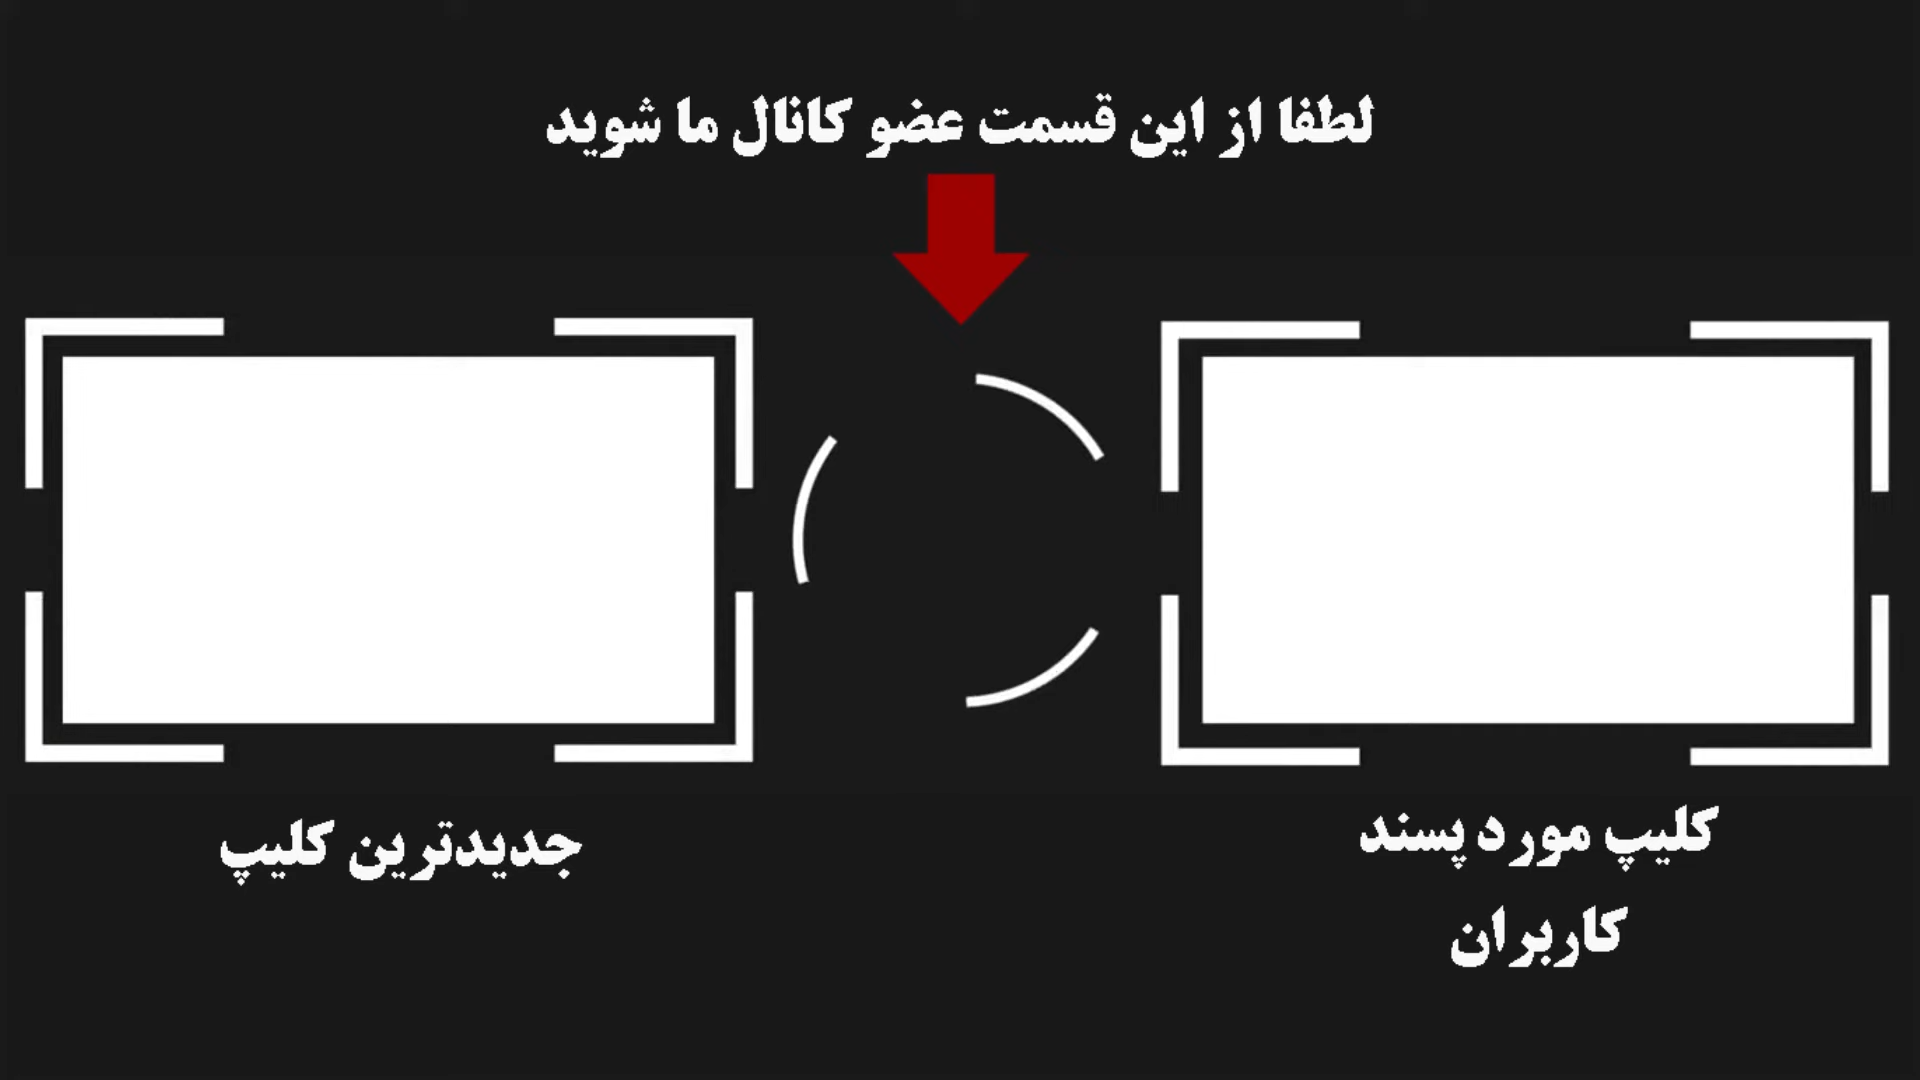 لطفا از این قسمت عضو کانال ما شوید
کلیپ مورد پسند
کاربران
جدیدترین کلیپ